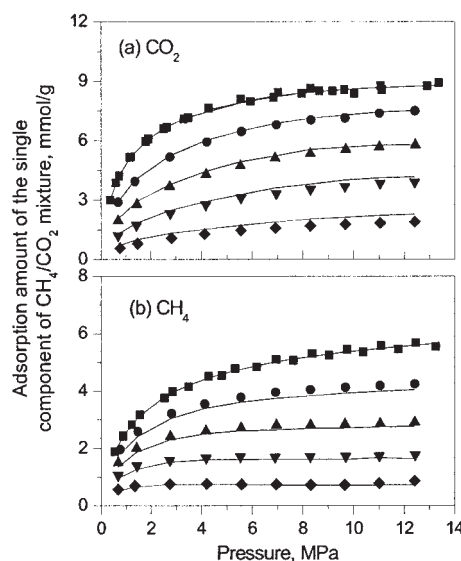 Adsorption amount of the single
component of CH₄/CO₂ mixture, mmol/g
12
(a) CO₂
9
6
3
0
8
(b) CH₄
6
4
2
0
0 2 4 6 8 10 12 14
Pressure, MPa